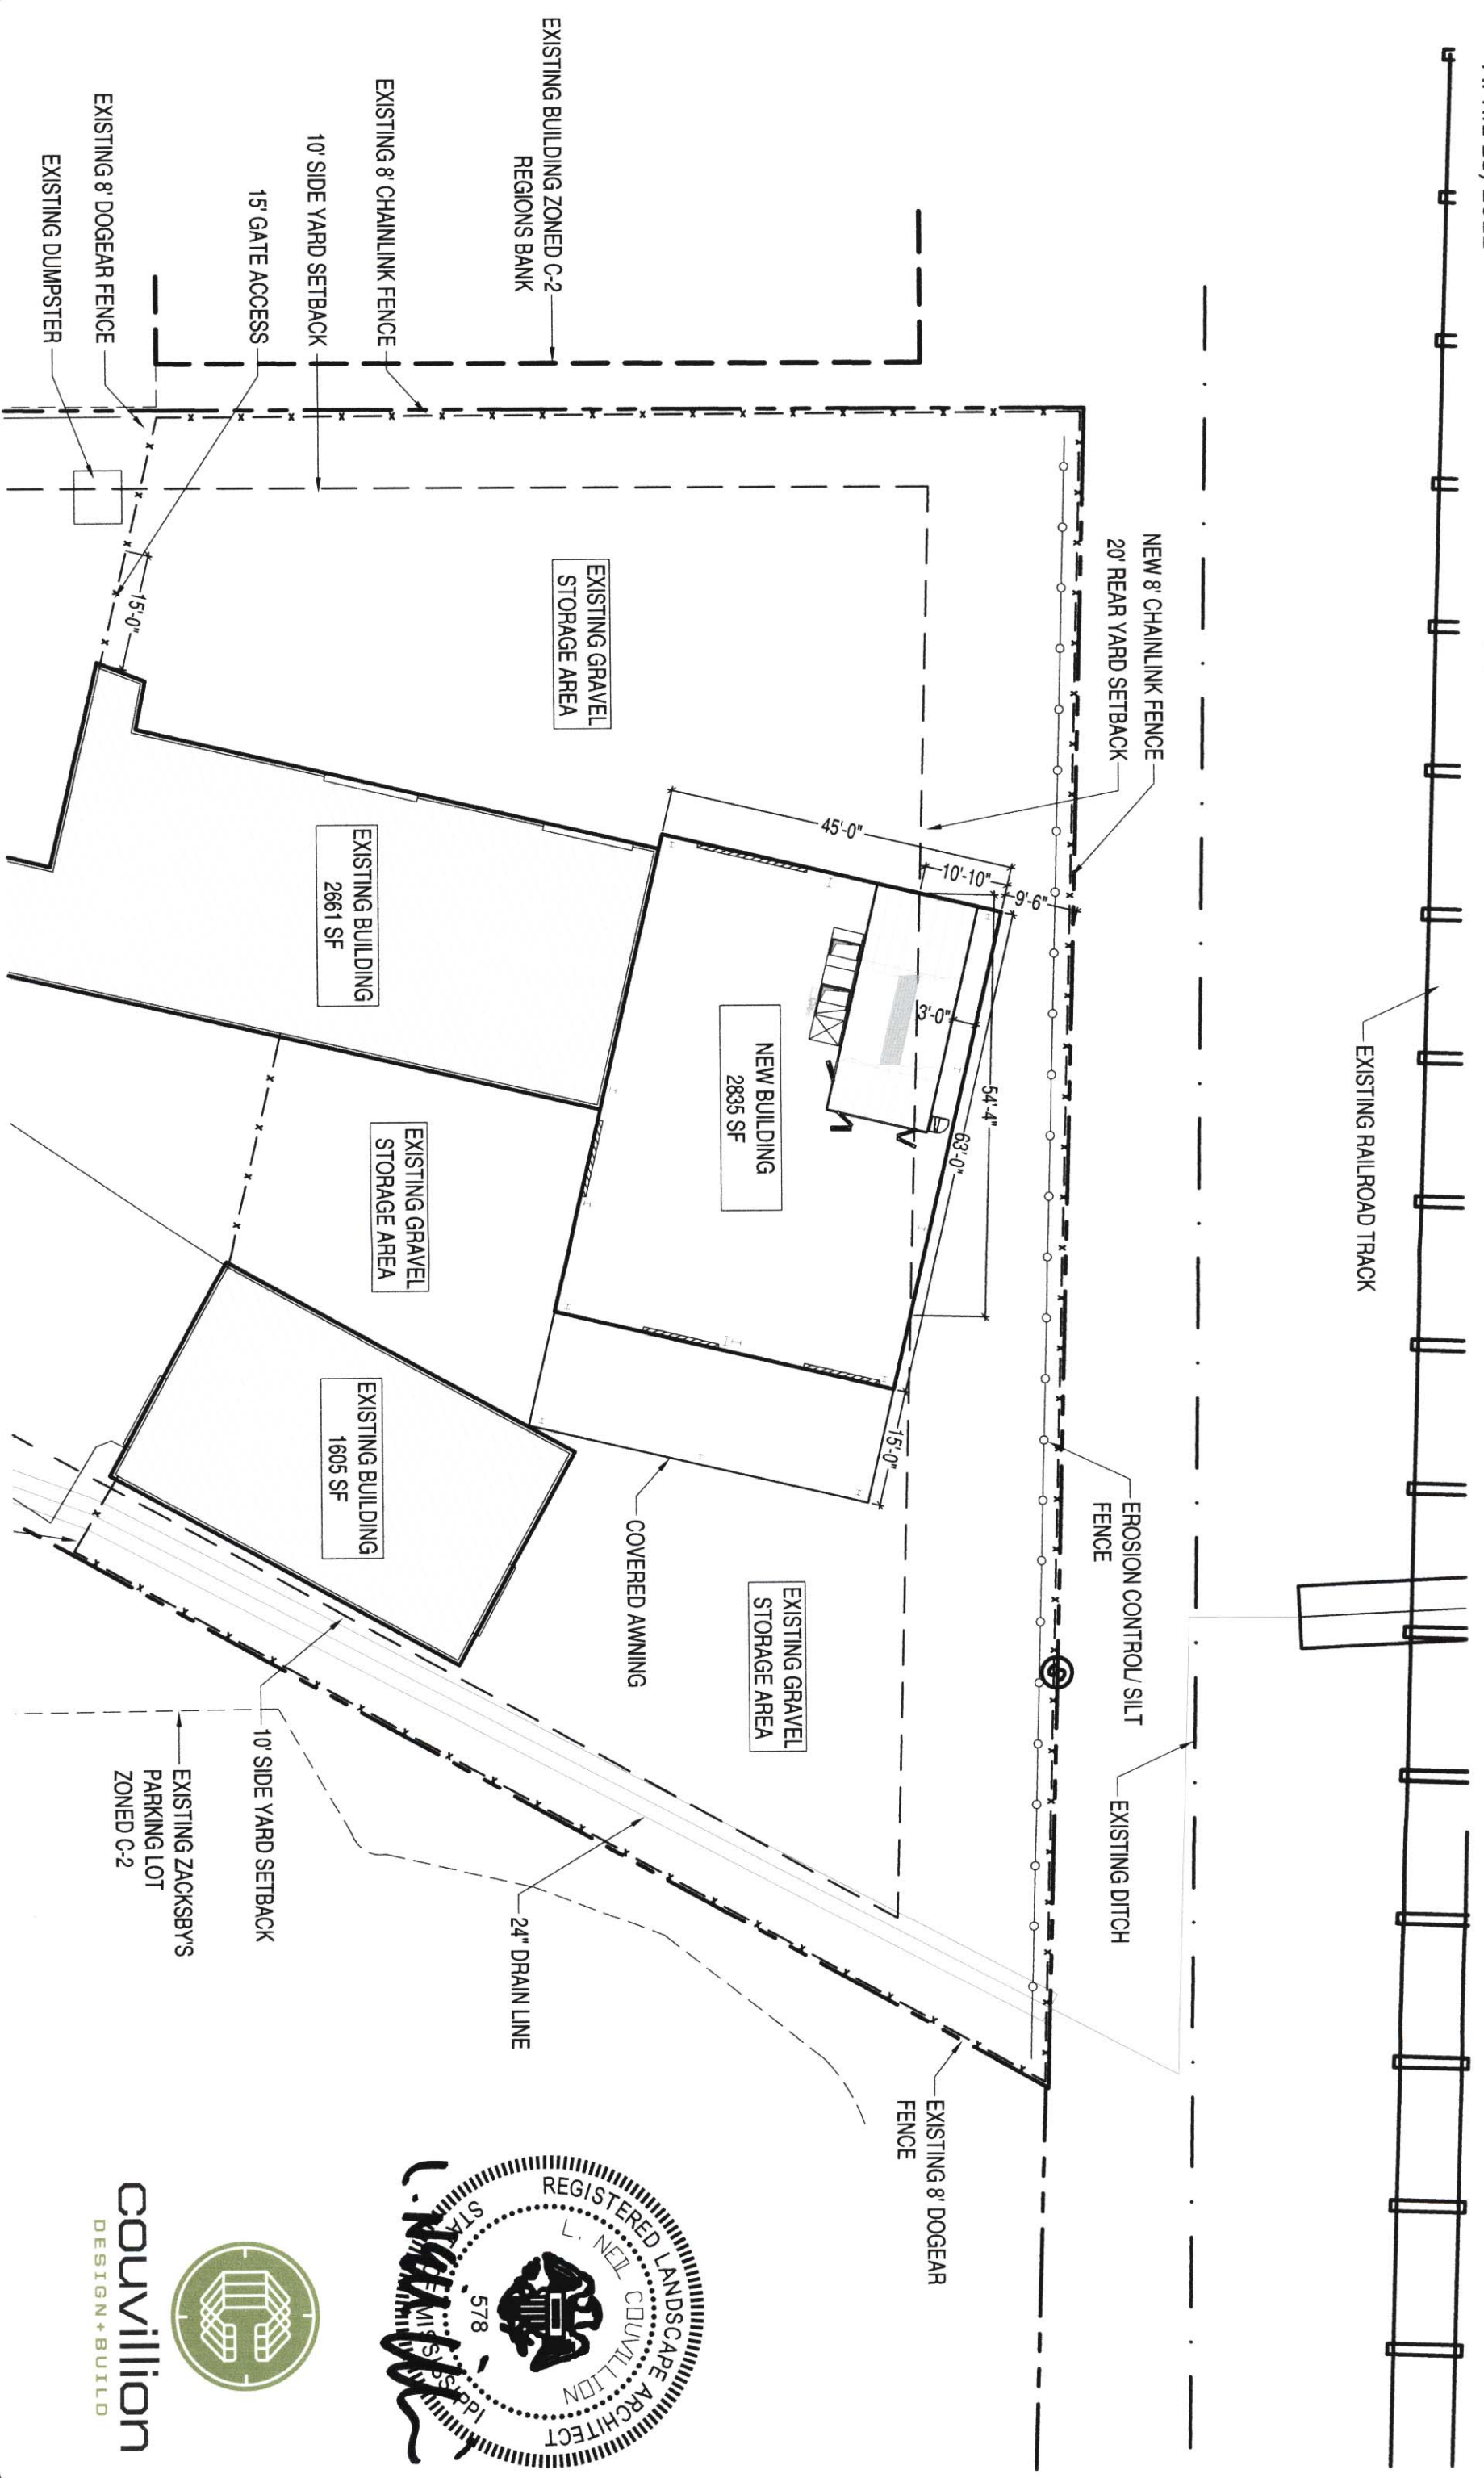 EXISTING RAILROAD TRACK
NEW 8' CHAINLINK FENCE
20' REAR YARD SETBACK
EROSION CONTROL/ SILT
FENCE
EXISTING DITCH
EXISTING BUILDING ZONED C-2
REGIONS BANK
EXISTING 8' CHAINLINK FENCE
10' SIDE YARD SETBACK
15' GATE ACCESS
EXISTING 8' DOGEAR FENCE
EXISTING DUMPSTER
15'-0"
EXISTING GRAVEL
STORAGE AREA
45'-0"
10'-10"
9'-6"
3'-0"
54'-4"
63'-0"
15'-0"
NEW BUILDING
2835 SF
EXISTING BUILDING
2661 SF
EXISTING GRAVEL
STORAGE AREA
EXISTING BUILDING
1605 SF
COVERED AWNING
EXISTING GRAVEL
STORAGE AREA
S
10' SIDE YARD SETBACK
EXISTING ZACKSBY'S
PARKING LOT
ZONED C-2
24" DRAIN LINE
EXISTING 8' DOGEAR
FENCE
REGISTERED LANDSCAPE ARCHITECT
L. NEIL COUVILLION
578
MISSISSIPPI
couvillion
DESIGN+BUILD